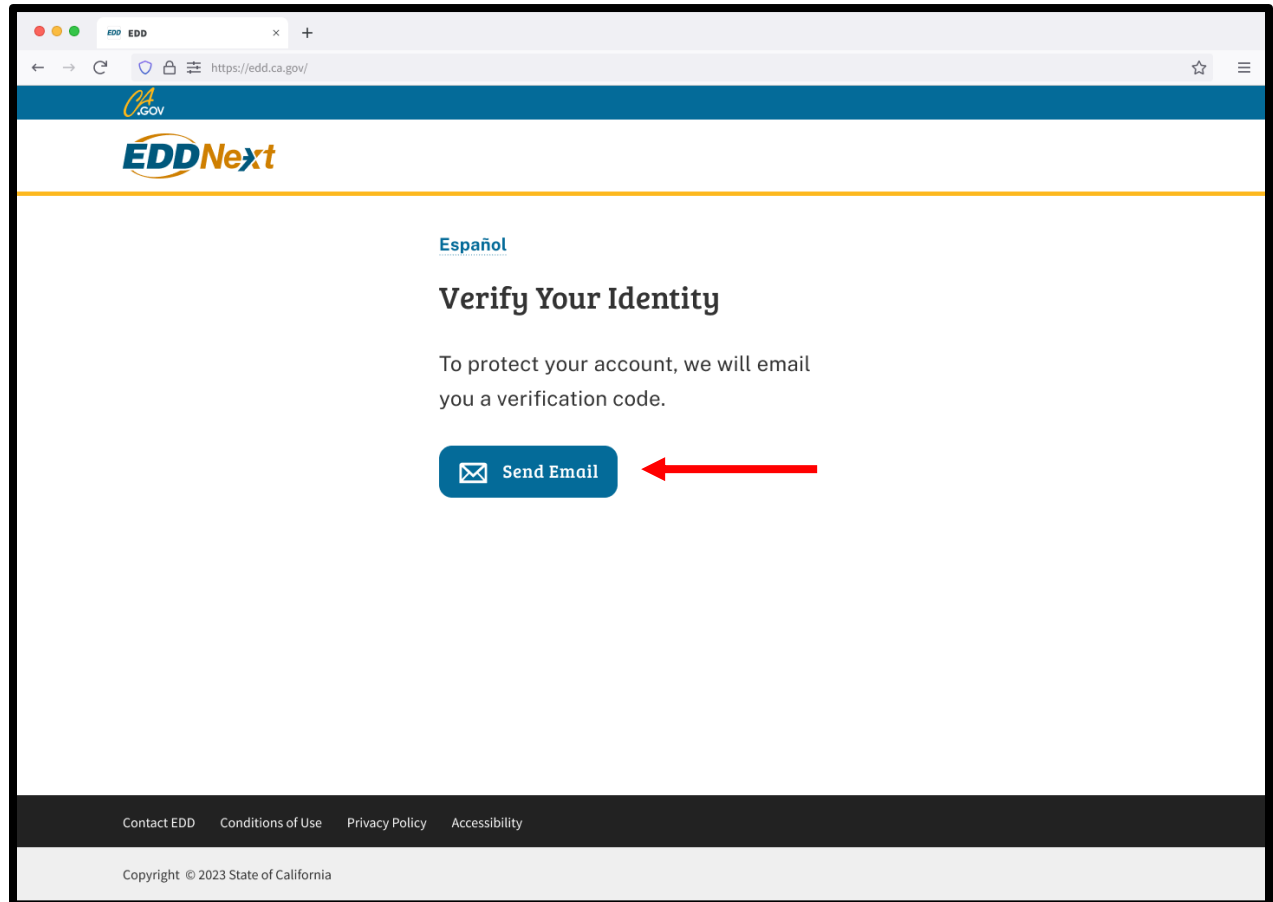 EDD EDD
https://edd.ca.gov/
CA.GOV
EDDNext
Español
Verify Your Identity
To protect your account, we will email
you a verification code.
Send Email
Contact EDD Conditions of Use Privacy Policy Accessibility
Copyright © 2023 State of California